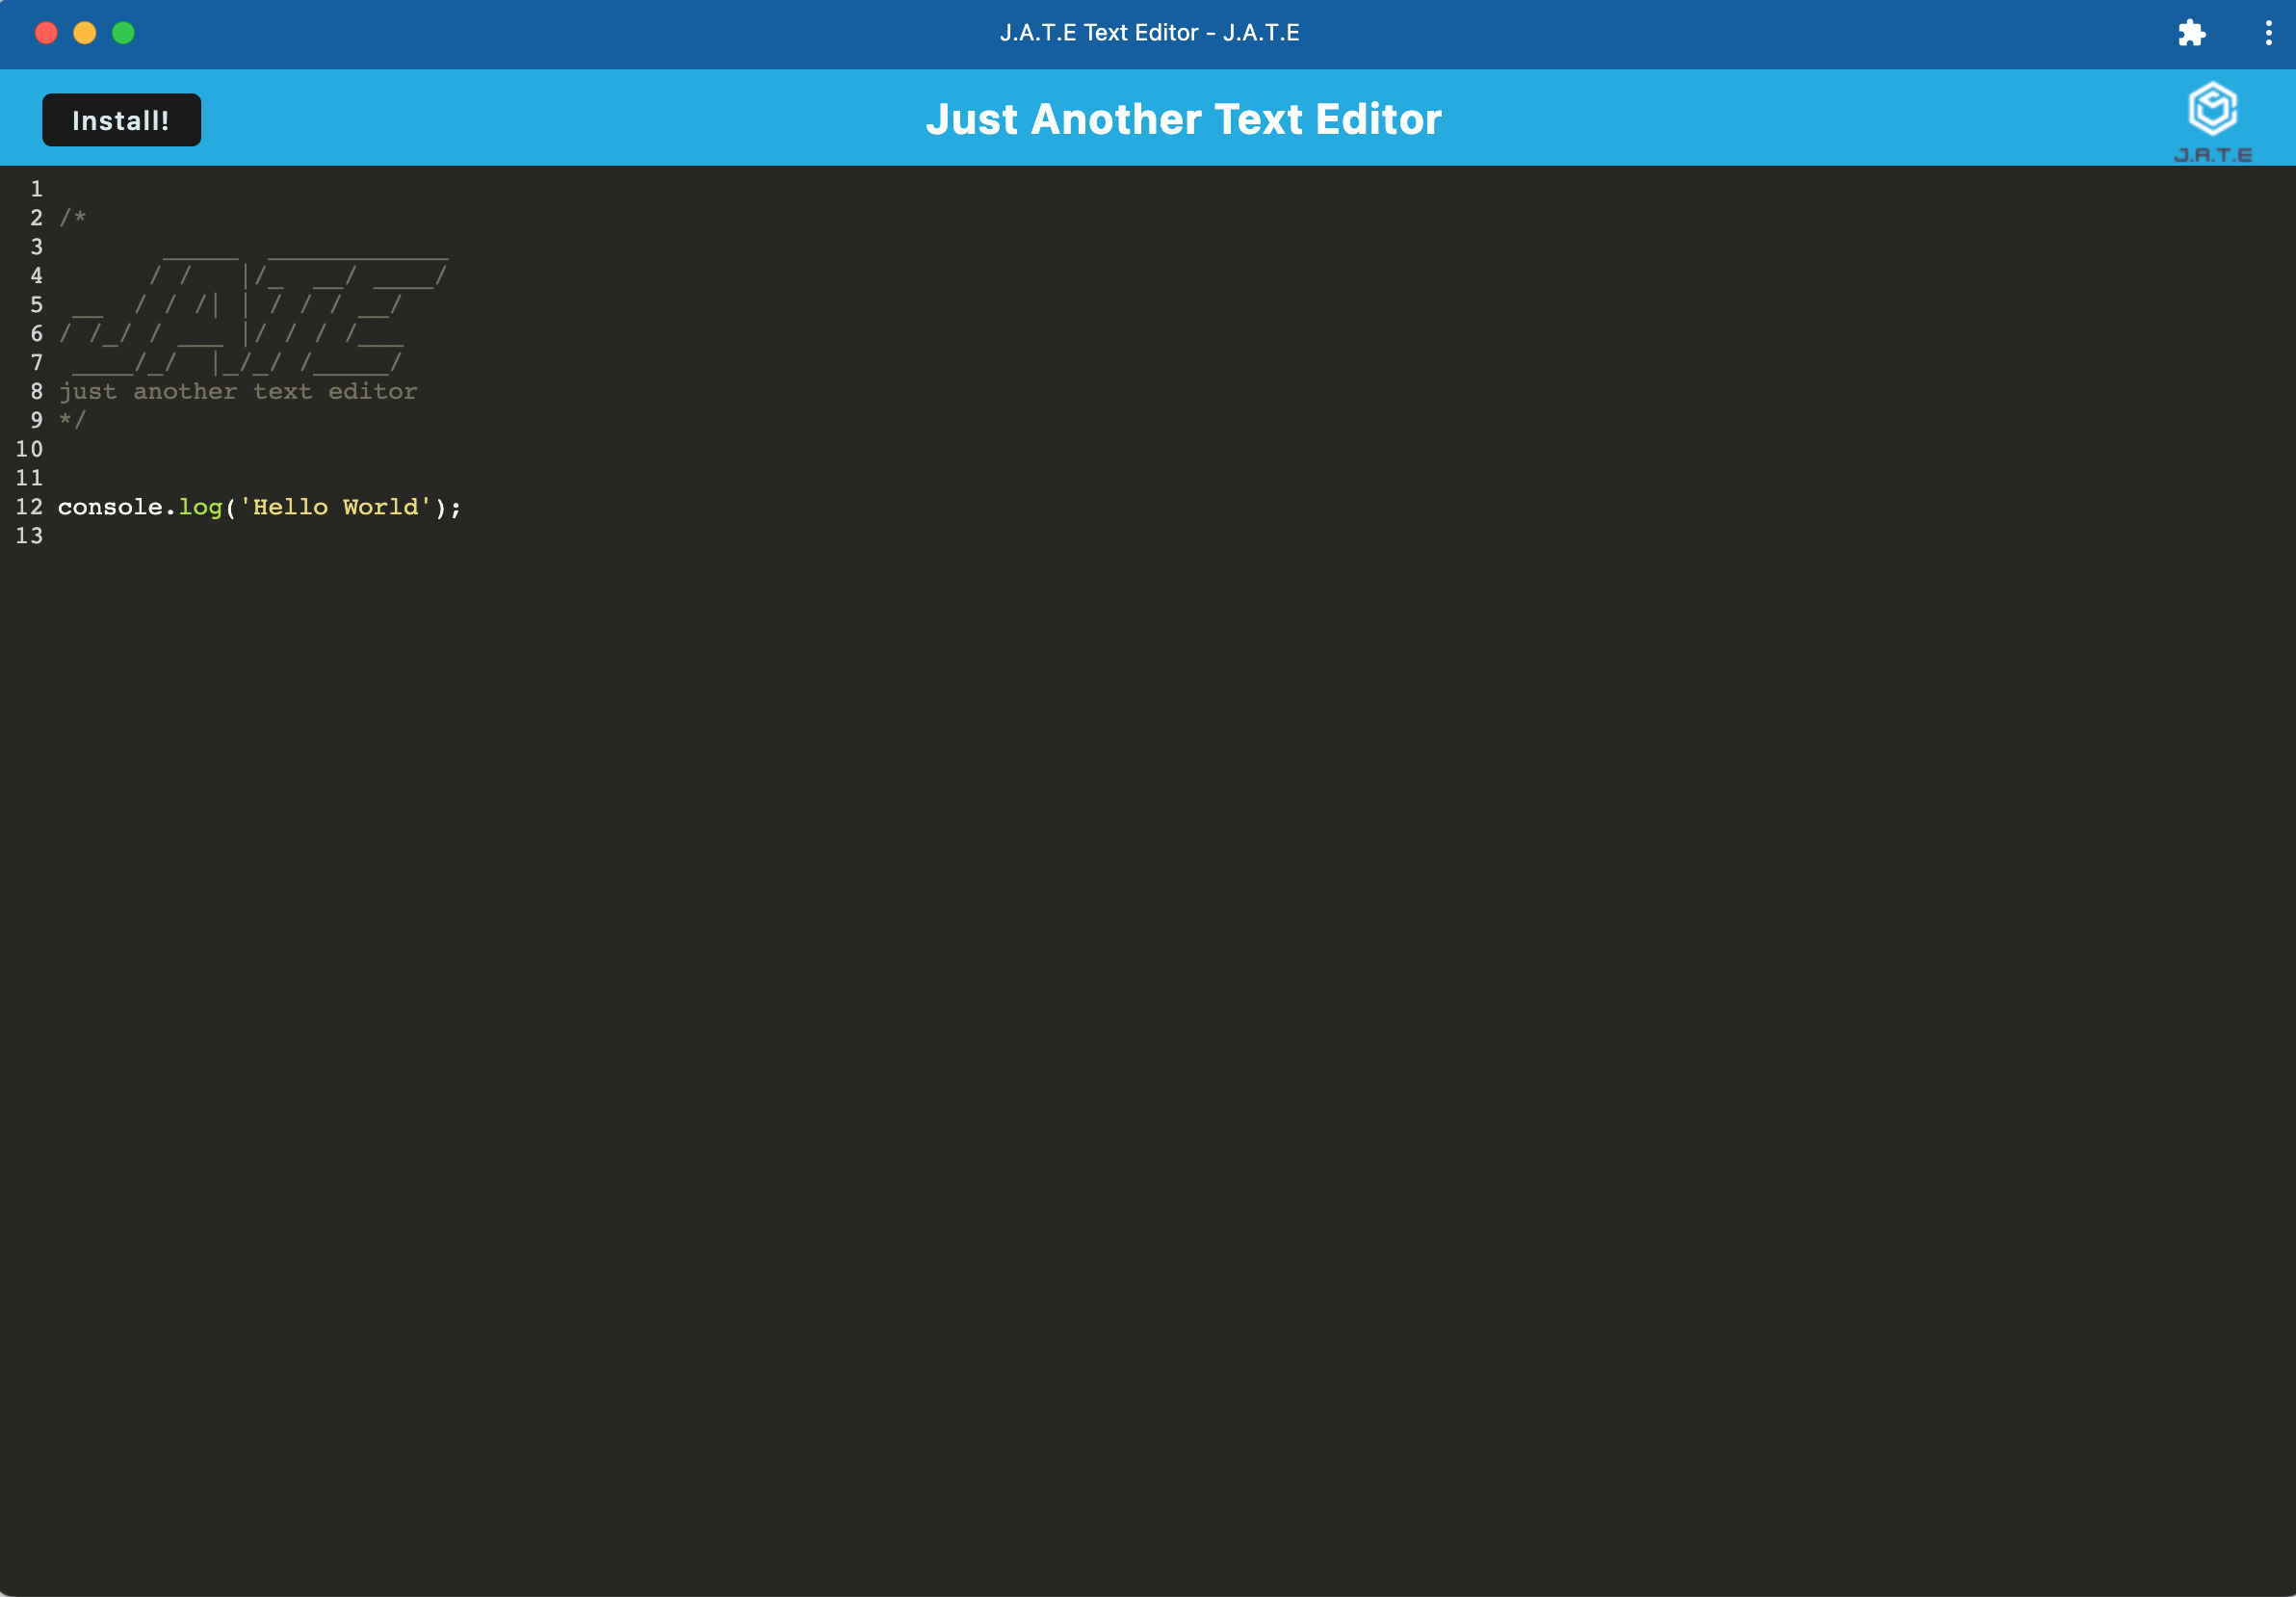 J.A.T.E Text Editor - J.A.T.E
Install!
Just Another Text Editor
J.A.T.E
1
2 /*
3        _____  ____________
4       / /   |/_  __/ ____/
5  __  / / /| | / / / __/
6 / /_/ / ___ |/ / / /___
7  ____/_/  |_/_/ /_____/
8 just another text editor
9 */
10
11
12 console.log('Hello World');
13